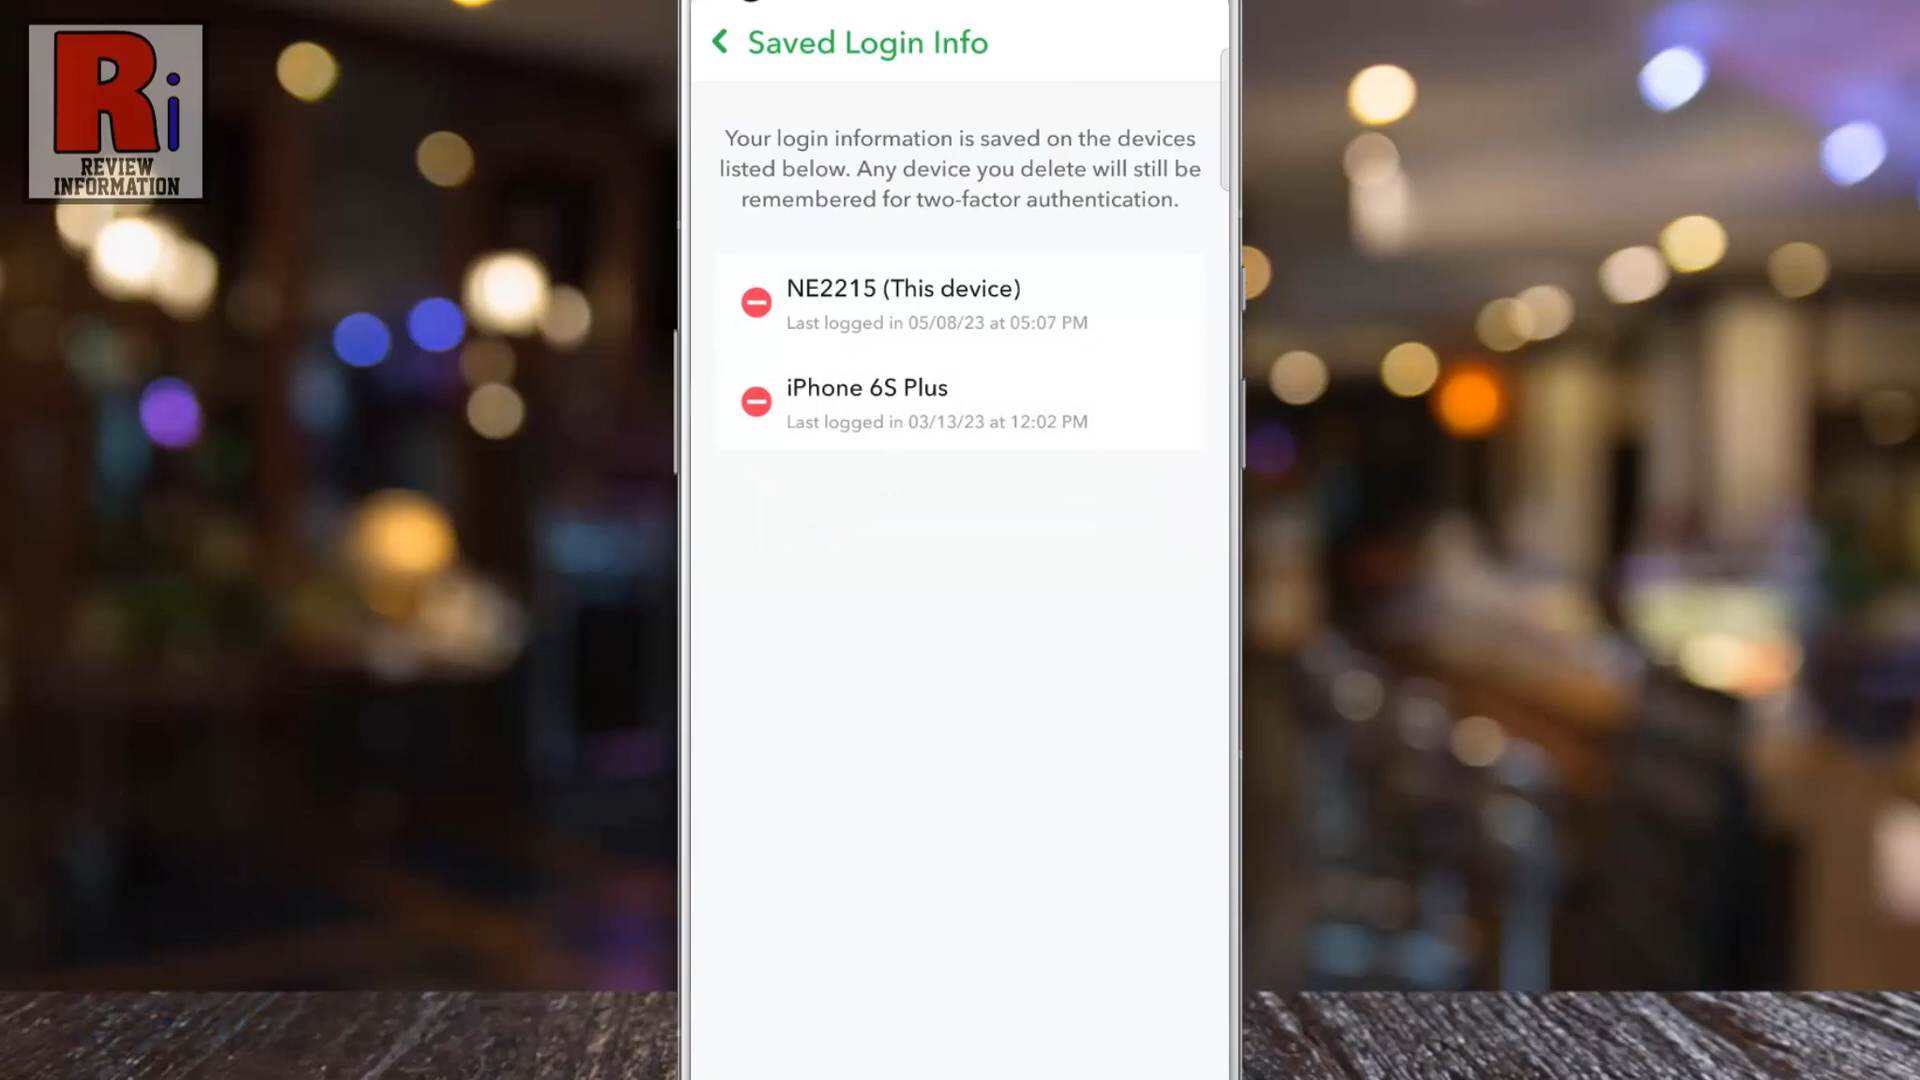 Ri
REVIEW
INFORMATION
Saved Login Info
Your login information is saved on the devices
listed below. Any device you delete will still be
remembered for two-factor authentication.
NE2215 (This device)
Last logged in 05/08/23 at 05:07 PM
iPhone 6S Plus
Last logged in 03/13/23 at 12:02 PM